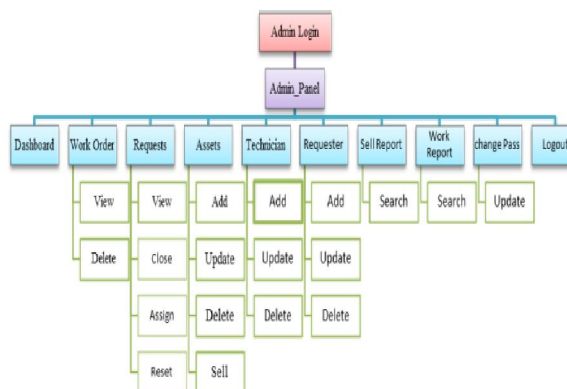 Admin Login
Admin_Panel
Dashboard
Work Order
Requests
Assets
Technician
Requester
Sell Report
Work
Report
change Pass
Logout
View
View
Add
Add
Add
Search
Search
Update
Delete
Close
Update
Update
Update
Assign
Delete
Delete
Delete
Reset
Sell